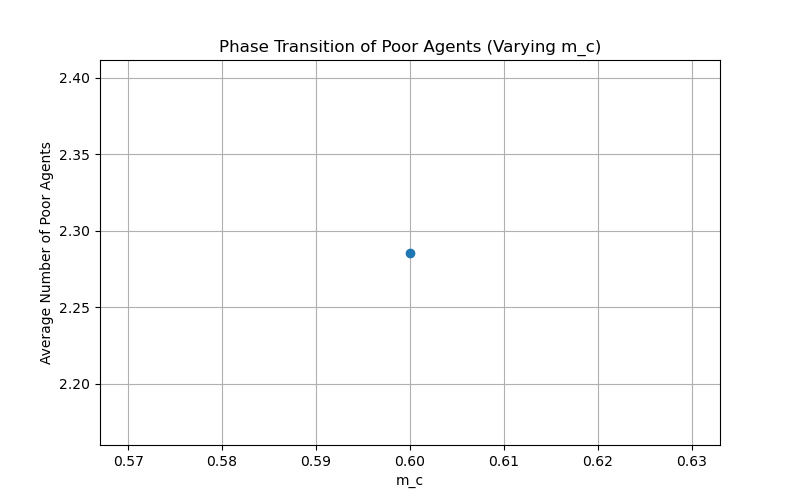 Phase Transition of Poor Agents (Varying m_c)
Average Number of Poor Agents
2.40
2.35
2.30
2.25
2.20
0.57 0.58 0.59 0.60 0.61 0.62 0.63
m_c